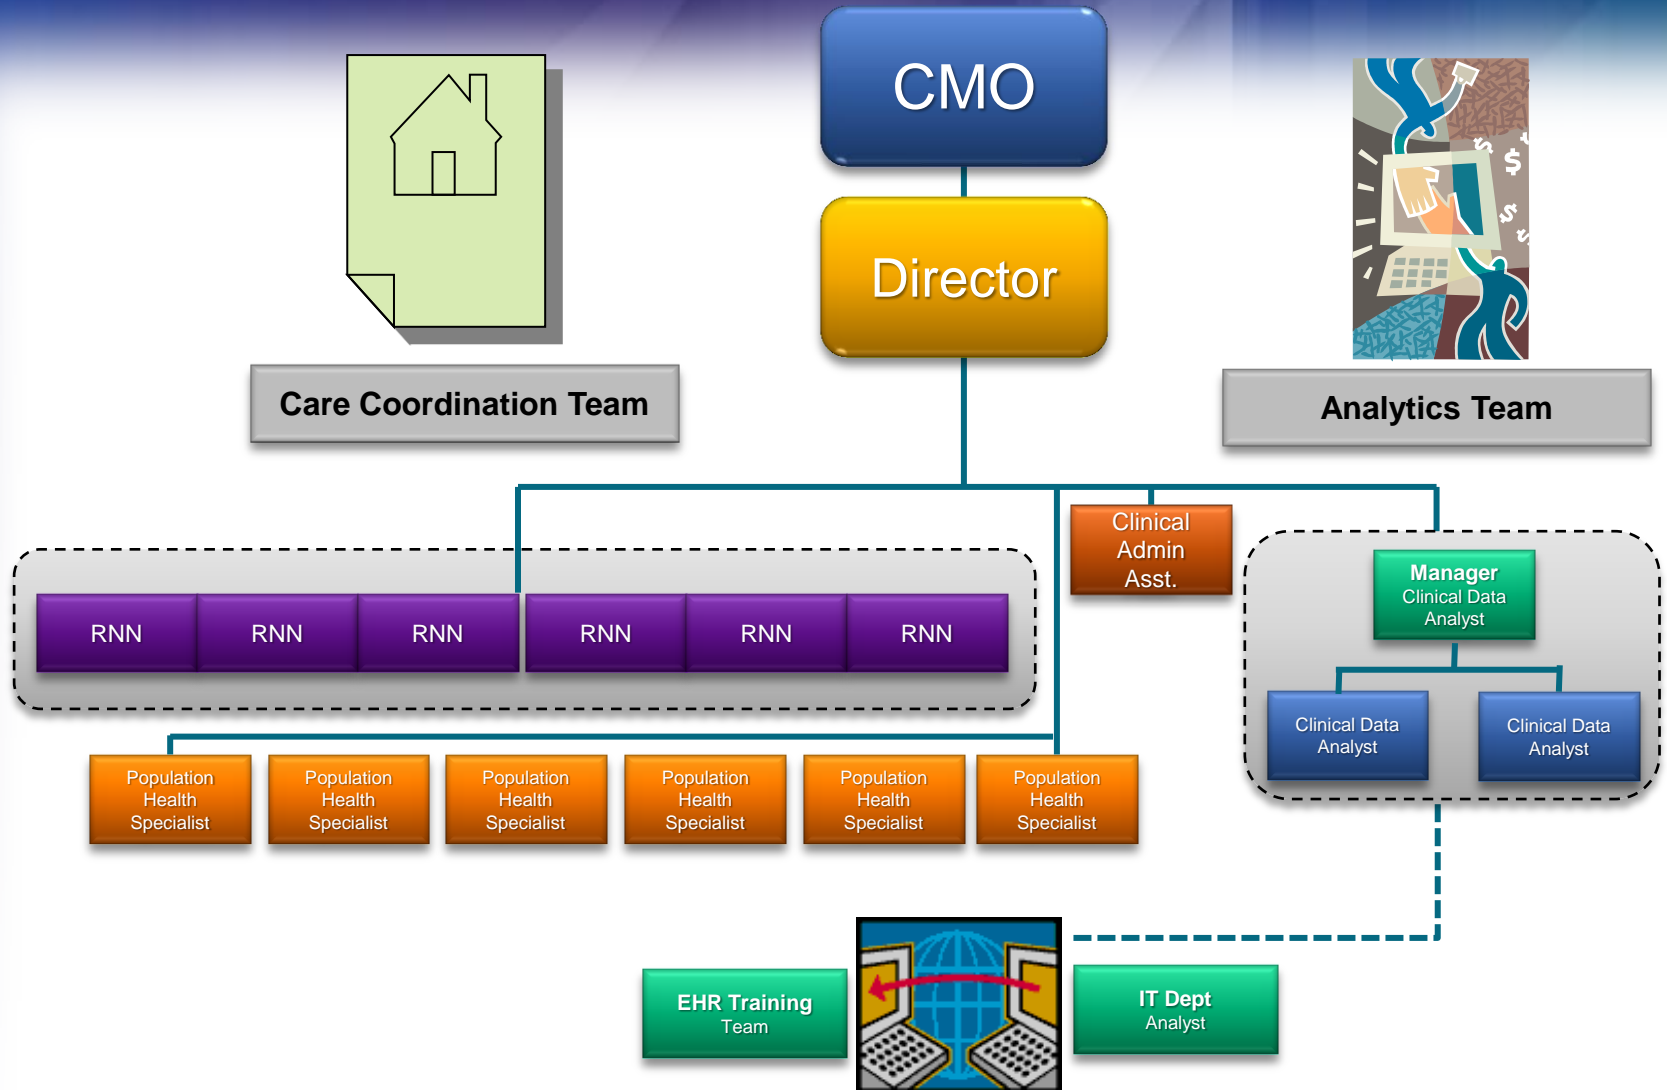 CMO
Director
Care Coordination Team
Analytics Team
Clinical
Admin
Asst.
Manager
Clinical Data
Analyst
RNN
RNN
RNN
RNN
RNN
RNN
Clinical Data
Analyst
Clinical Data
Analyst
Population
Health
Specialist
Population
Health
Specialist
Population
Health
Specialist
Population
Health
Specialist
Population
Health
Specialist
Population
Health
Specialist
EHR Training
Team
IT Dept
Analyst